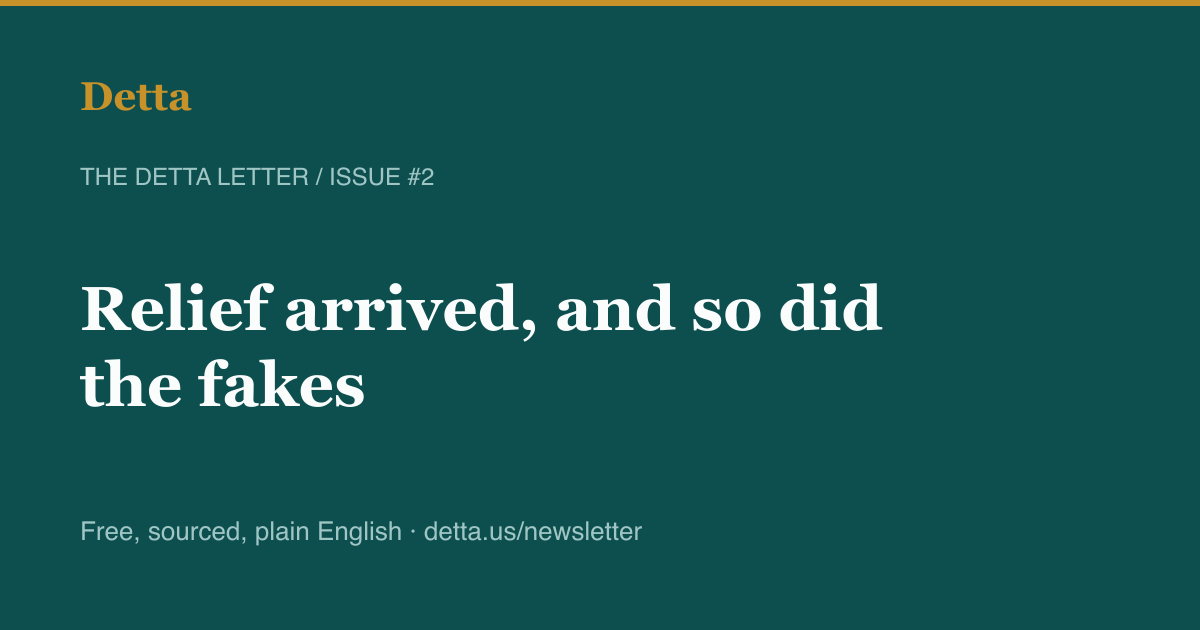 Detta
THE DETTA LETTER / ISSUE #2
Relief arrived, and so did
the fakes
Free, sourced, plain English · detta.us/newsletter